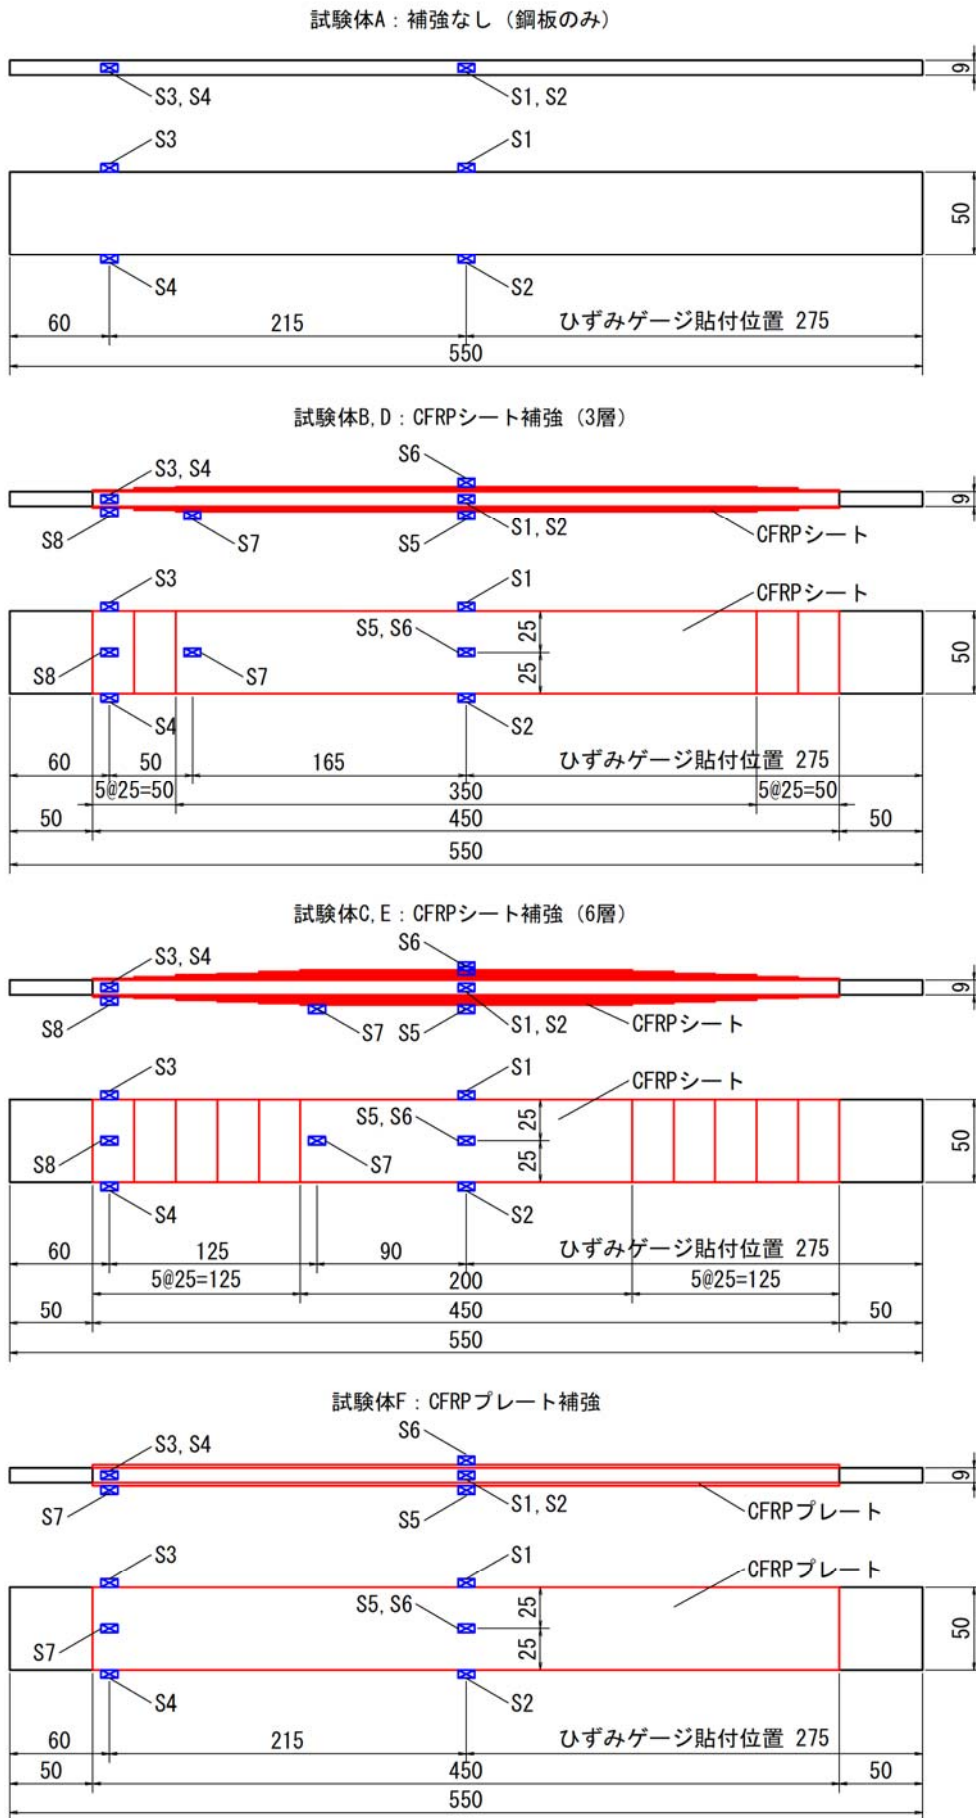 試験体A：補強なし（鋼板のみ）
9
S3, S4
S1, S2
S3
S1
50
S4
S2
60
215
ひずみゲージ貼付位置 275
550
試験体B, D：CFRPシート補強（3層）
S6
S3, S4
9
S8
S7
S5
S1, S2
CFRPシート
S3
S1
CFRPシート
S5, S6
25
50
S8
S7
25
S4
S2
60
50
165
ひずみゲージ貼付位置 275
5@25=50
350
5@25=50
50
450
50
550
試験体C, E：CFRPシート補強（6層）
S6
S3, S4
9
S8
S7
S5
S1, S2
CFRPシート
S3
S1
CFRPシート
S5, S6
25
50
S8
S7
25
S4
S2
60
125
90
ひずみゲージ貼付位置 275
5@25=125
200
5@25=125
50
450
50
550
試験体F：CFRPプレート補強
S6
S3, S4
9
S7
S5
S1, S2
CFRPプレート
S3
S1
CFRPプレート
S5, S6
25
50
S7
25
S4
S2
60
215
ひずみゲージ貼付位置 275
50
450
50
550